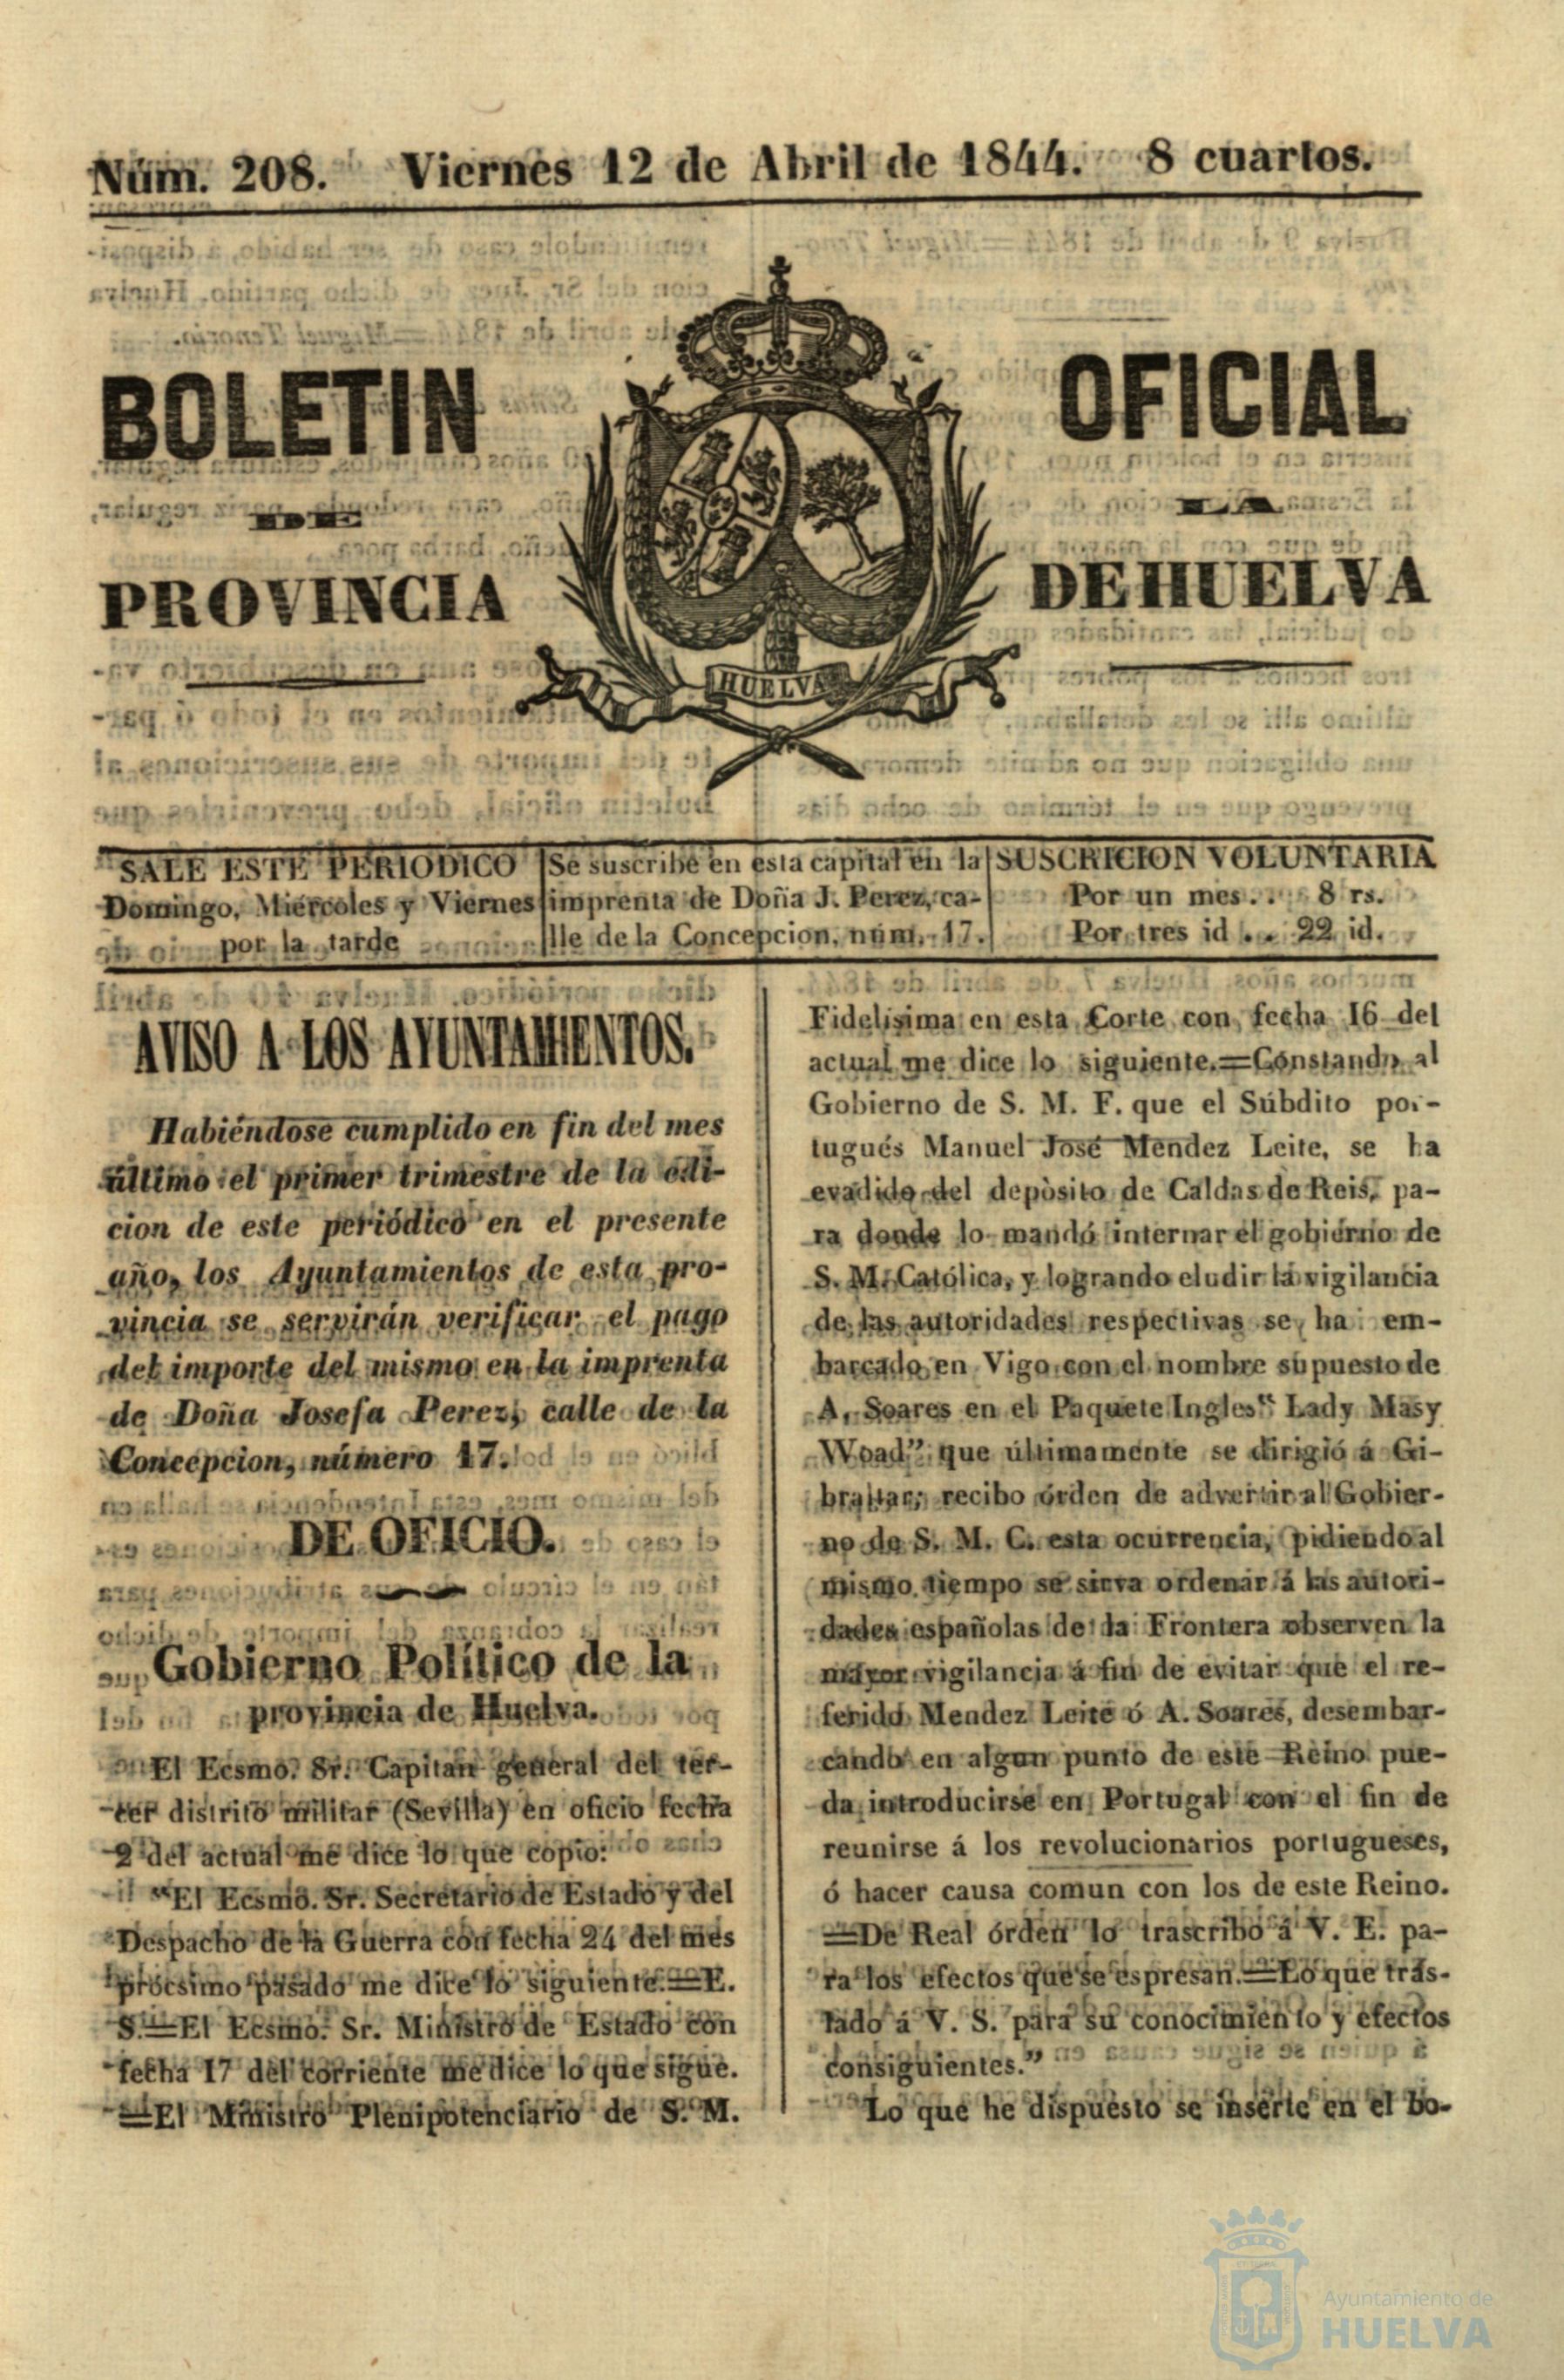 Núm. 208. Viernes 12 de Abril de 1844. 8 cuartos.
BOLETIN OFICIAL
DE LA
PROVINCIA DE HUELVA
HUELVA
SALE ESTE PERIODICO
Domingo, Miércoles y Viernes
por la tarde
Se suscribe en esta capital en la
imprenta de Doña J. Perez, ca-
lle de la Concepcion, núm. 17.
SUSCRICION VOLUNTARIA
Por un mes . . 8 rs.
Por tres id . . 22 id.
AVISO A LOS AYUNTAMIENTOS.
Habiéndose cumplido en fin del mes
último el primer trimestre de la edi-
cion de este periódico en el presente
año, los Ayuntamientos de esta pro-
vincia se servirán verificar el pago
del importe del mismo en la imprenta
de Doña Josefa Perez, calle de la
Concepcion, número 17.
DE OFICIO.
Gobierno Político de la
provincia de Huelva.
El Ecsmo. Sr. Capitan general del ter-
cer distrito militar (Sevilla) en oficio fecha
2 del actual me dice lo que copio:
"El Ecsmo. Sr. Secretario de Estado y del
Despacho de la Guerra con fecha 24 del mes
prócsimo pasado me dice lo siguiente.=E.
S.=El Ecsmo. Sr. Ministro de Estado con
fecha 17 del corriente me dice lo que sigue.
=El Ministro Plenipotenciario de S. M.
Fidelísima en esta Corte con fecha 16 del
actual me dice lo siguiente.=Constando al
Gobierno de S. M. F. que el Súbdito por-
tugués Manuel José Mendez Leite, se ha
evadido del depòsito de Caldas de Reis, pa-
ra donde lo mandó internar el gobierno de
S. M. Católica, y logrando eludir la vigilancia
de las autoridades respectivas se ha em-
barcado en Vigo con el nombre supuesto de
A. Soares en el Paquete Ingles "Lady Masy
Woad" que últimamente se dirigió á Gi-
braltar; recibo órden de advertir al Gobier-
no de S. M. C. esta ocurrencia, pidiendo al
mismo tiempo se sirva ordenar á las autori-
dades españolas de la Frontera observen la
mayor vigilancia á fin de evitar que el re-
ferido Mendez Leite ó A. Soares, desembar-
cando en algun punto de este Reino pue-
da introducirse en Portugal con el fin de
reunirse á los revolucionarios portugueses,
ó hacer causa comun con los de este Reino.
=De Real órden lo trascribo á V. E. pa-
ra los efectos que se espresan.=Lo que tras-
lado á V. S. para su conocimiento y efectos
consiguientes."
Lo que he dispuesto se inserte en el bo-
Ayuntamiento de
HUELVA